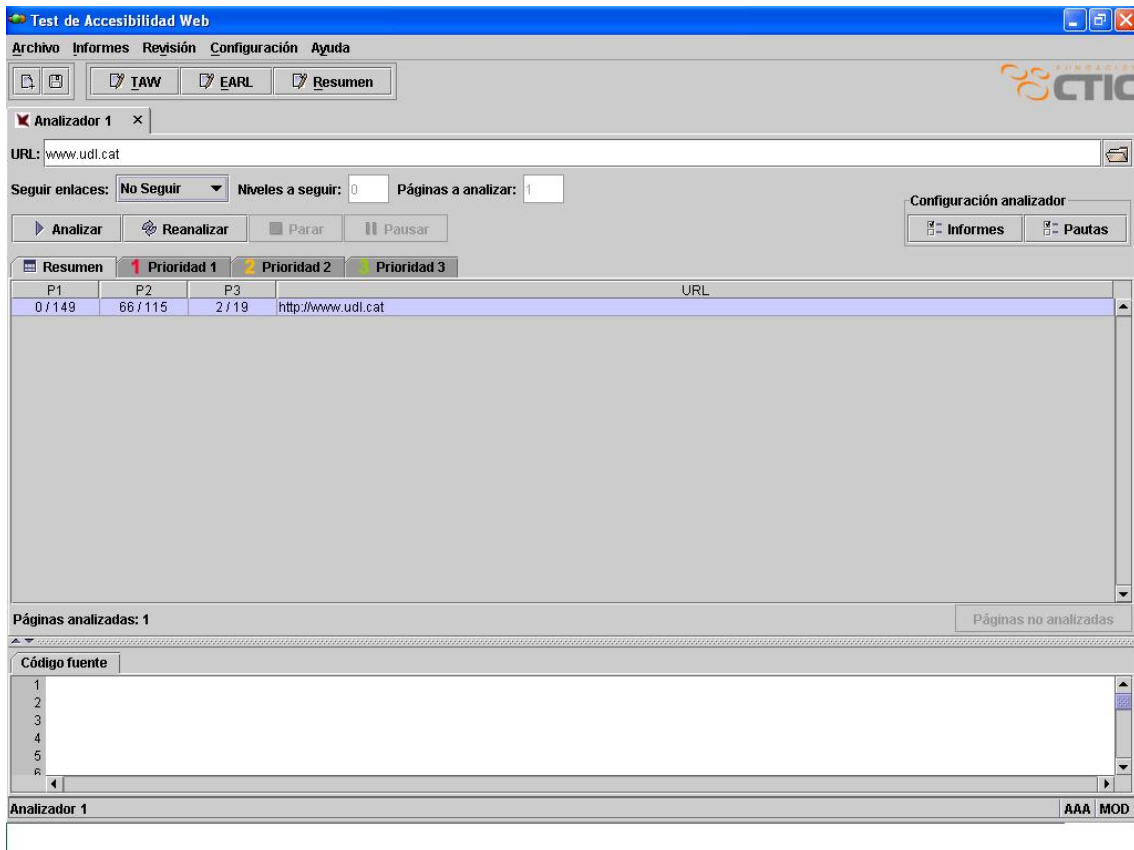 Test de Accesibilidad Web
Archivo Informes Revisión Configuración Ayuda
TAW EARL Resumen
FUNDACIÓN
CTIC
Analizador 1
URL: www.udl.cat
Seguir enlaces: No Seguir Niveles a seguir: 0 Páginas a analizar: 1
Configuración analizador
Analizar Reanalizar Parar Pausar Informes Pautas
Resumen 1 Prioridad 1 2 Prioridad 2 3 Prioridad 3
P1 P2 P3 URL
0 / 149 66 / 115 2 / 19 http://www.udl.cat
Páginas analizadas: 1 Páginas no analizadas
Código fuente
1
2
3
4
5
6
Analizador 1 AAA MOD